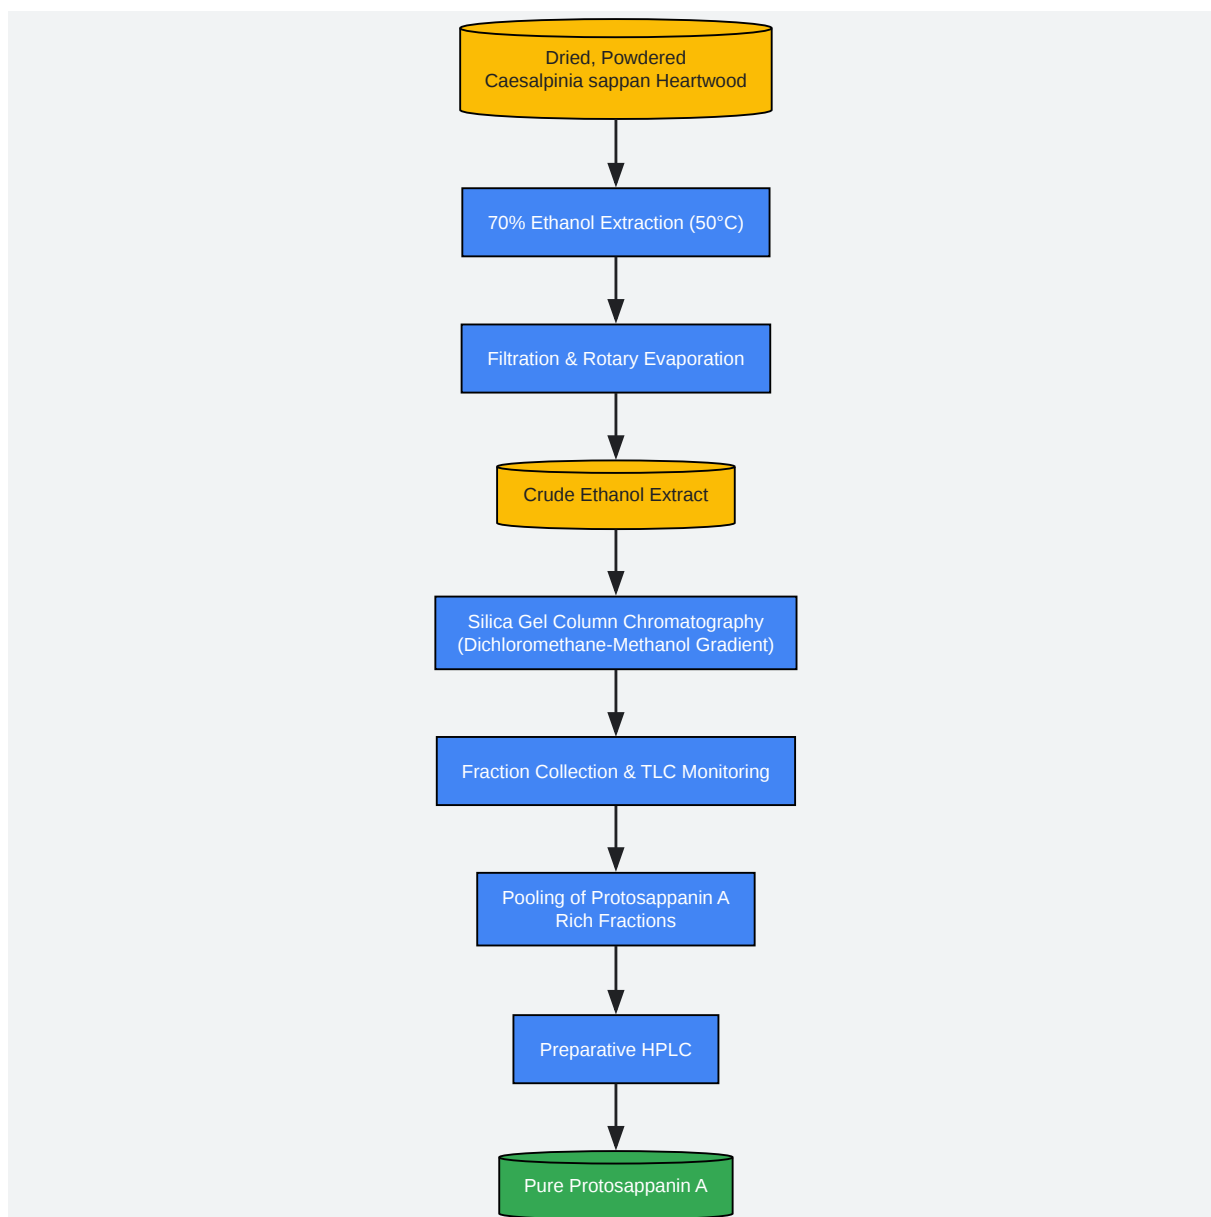 Dried, Powdered
Caesalpinia sappan Heartwood
70% Ethanol Extraction (50°C)
Filtration & Rotary Evaporation
Crude Ethanol Extract
Silica Gel Column Chromatography
(Dichloromethane-Methanol Gradient)
Fraction Collection & TLC Monitoring
Pooling of Protosappanin A
Rich Fractions
Preparative HPLC
Pure Protosappanin A